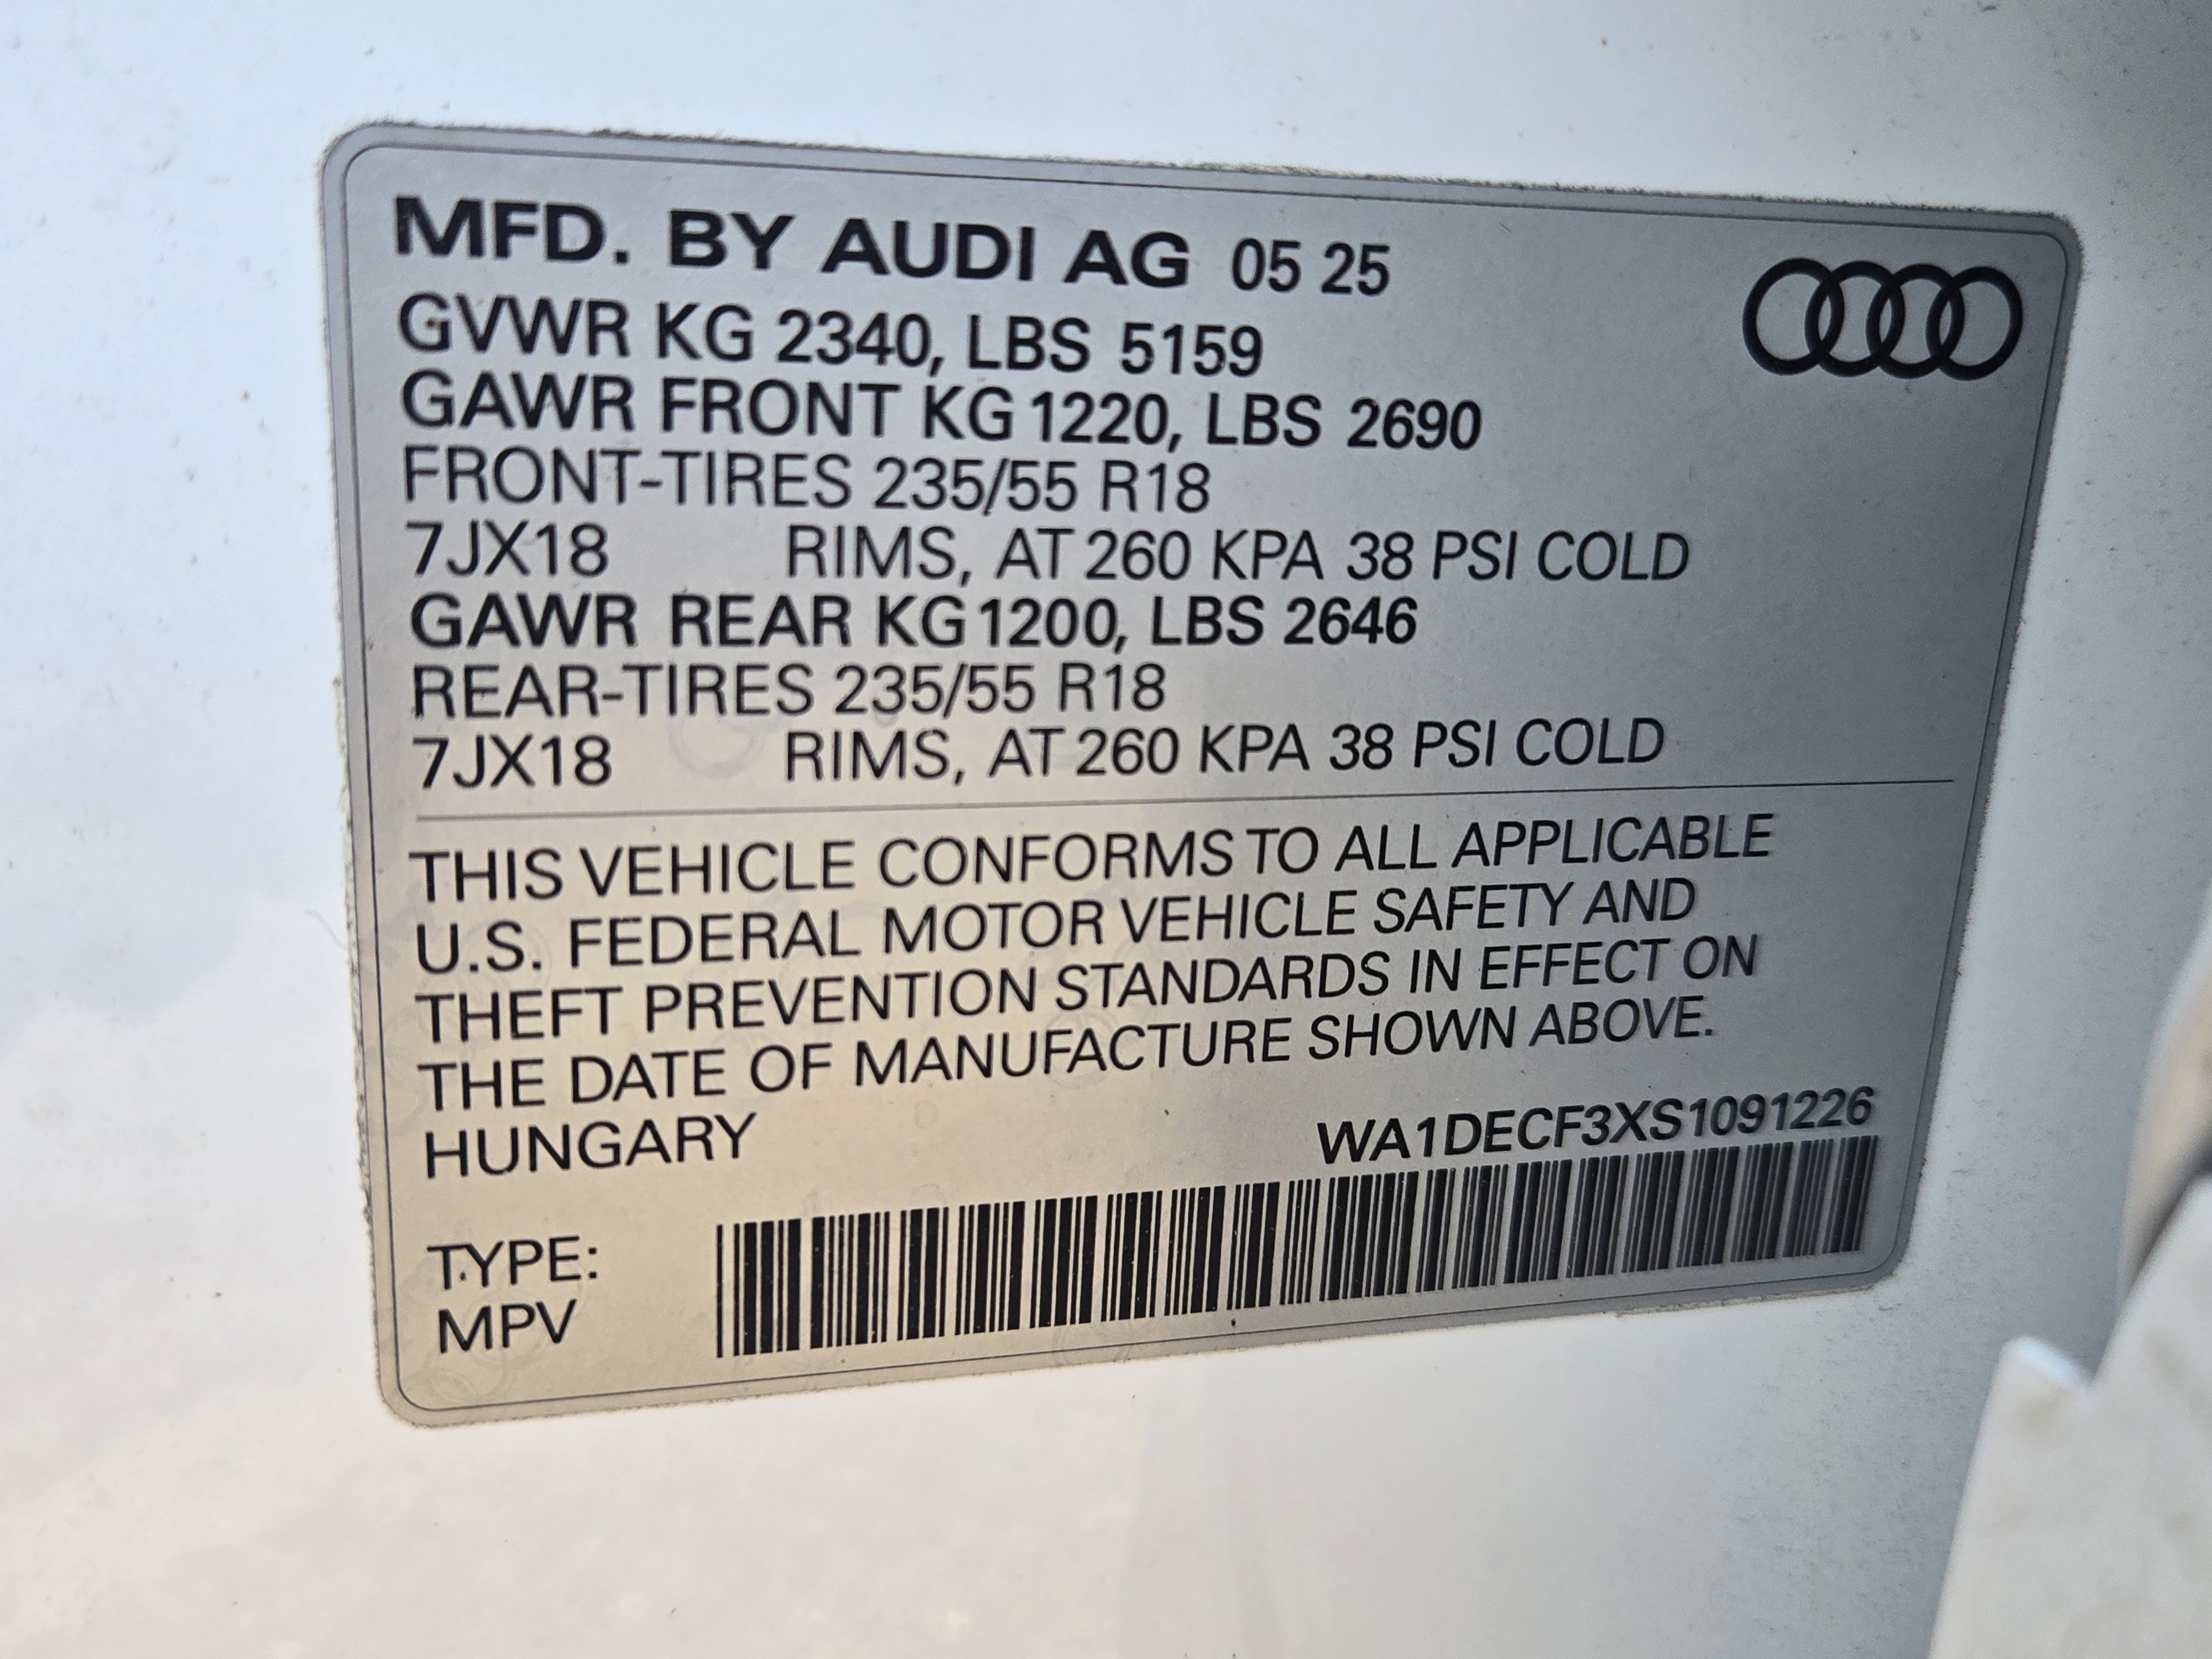 MFD. BY AUDI AG 05 25
GVWR KG 2340, LBS 5159
GAWR FRONT KG 1220, LBS 2690
FRONT-TIRES 235/55 R18
7JX18 RIMS, AT 260 KPA 38 PSI COLD
GAWR REAR KG 1200, LBS 2646
REAR-TIRES 235/55 R18
7JX18 RIMS, AT 260 KPA 38 PSI COLD
THIS VEHICLE CONFORMS TO ALL APPLICABLE
U.S. FEDERAL MOTOR VEHICLE SAFETY AND
THEFT PREVENTION STANDARDS IN EFFECT ON
THE DATE OF MANUFACTURE SHOWN ABOVE.
HUNGARY WA1DECF3XS1091226
TYPE:
MPV